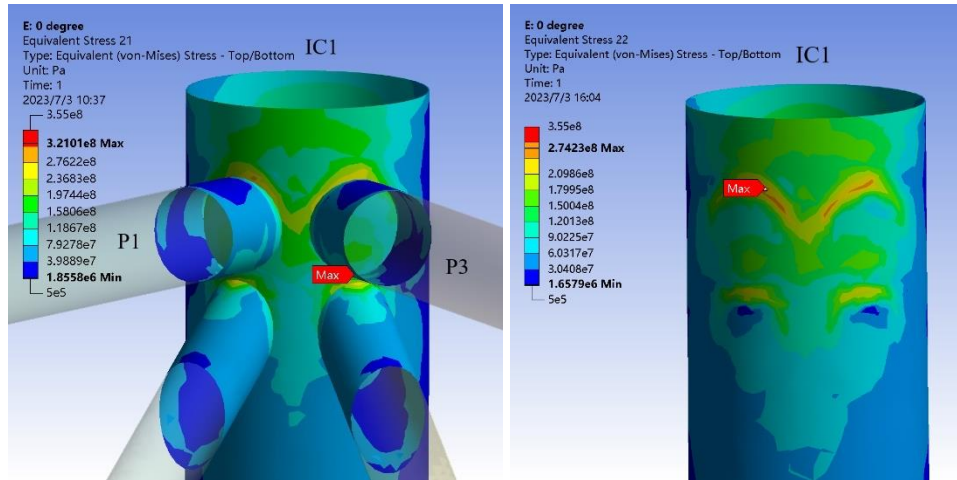 E: 0 degree
Equivalent Stress 21
Type: Equivalent (von-Mises) Stress - Top/Bottom
Unit: Pa
Time: 1
2023/7/3 10:37
IC1
3.55e8
3.2101e8 Max
2.7622e8
2.3683e8
1.9744e8
1.5806e8
1.1867e8
7.9278e7
3.9889e7
1.8558e6 Min
5e5
P1
Max
P3
E: 0 degree
Equivalent Stress 22
Type: Equivalent (von-Mises) Stress - Top/Bottom
Unit: Pa
Time: 1
2023/7/3 16:04
IC1
3.55e8
2.7423e8 Max
2.0986e8
1.7995e8
1.5004e8
1.2013e8
9.0225e7
6.0317e7
3.0408e7
1.6579e6 Min
5e5
Max